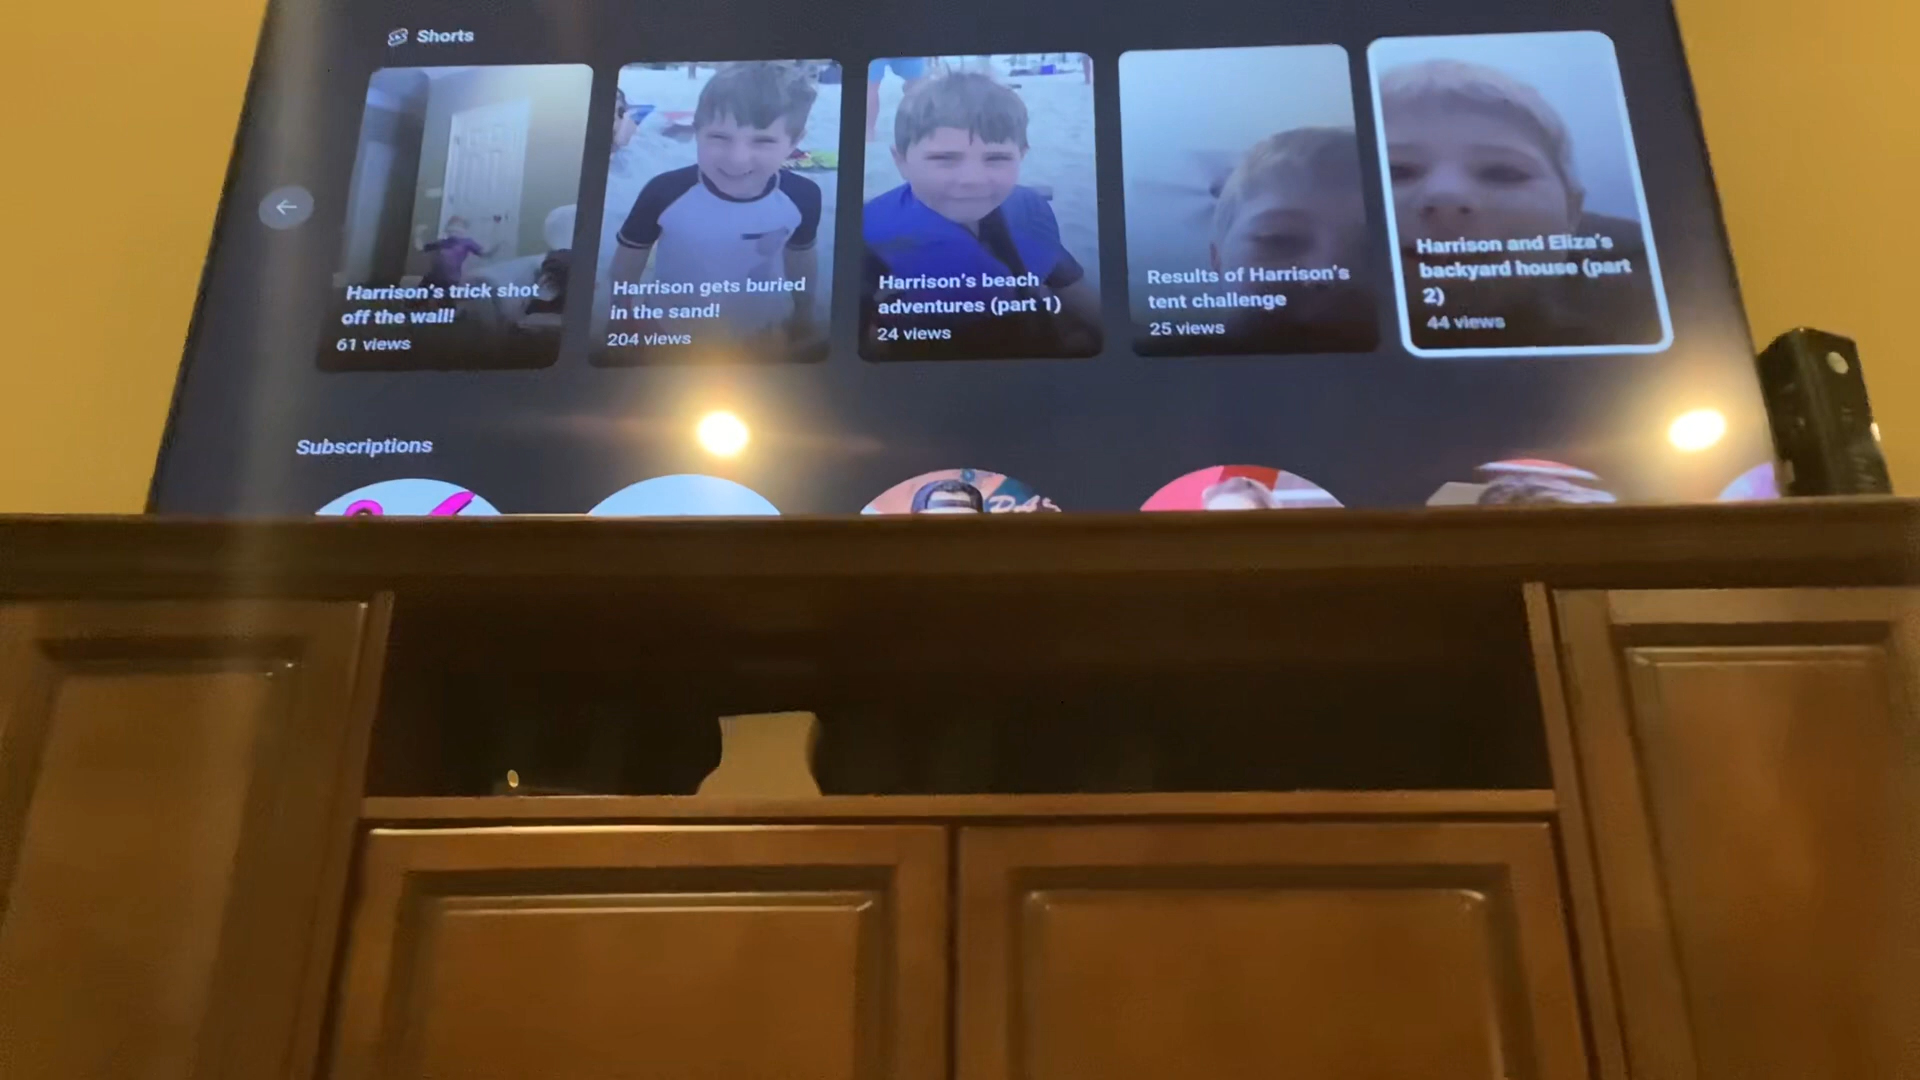 Shorts
Harrison's trick shot
off the wall!
61 views
Harrison gets buried
in the sand!
204 views
Harrison's beach
adventures (part 1)
24 views
Results of Harrison's
tent challenge
25 views
Harrison and Eliza's
backyard house (part
2)
44 views
Subscriptions